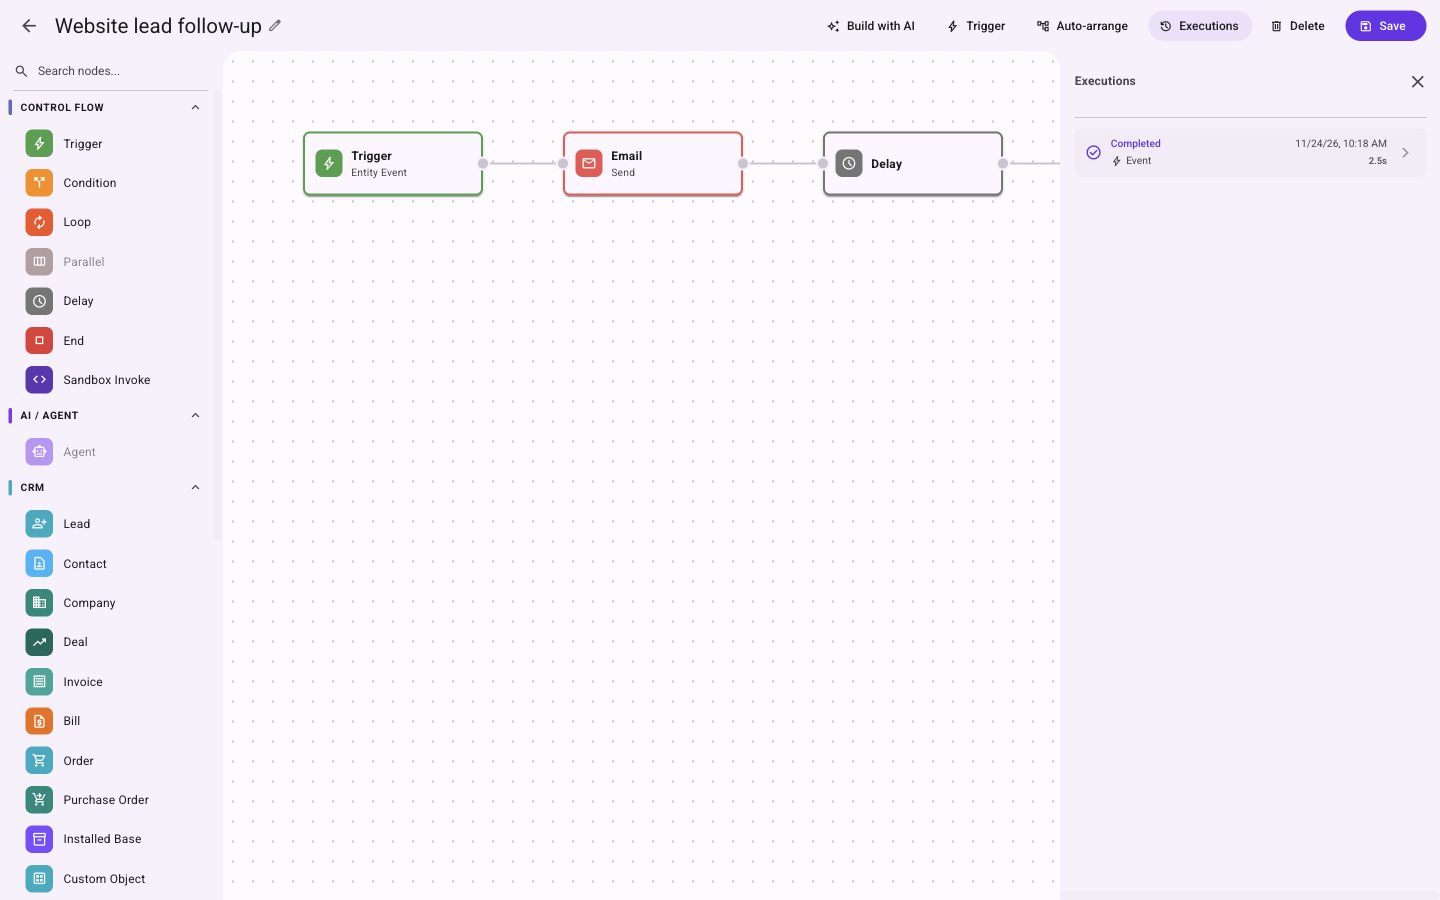 Website lead follow-up
Build with AI
Trigger
Auto-arrange
Executions
Delete
Save
Search nodes...
CONTROL FLOW
Trigger
Condition
Loop
Parallel
Delay
End
Sandbox Invoke
AI / AGENT
Agent
CRM
Lead
Contact
Company
Deal
Invoice
Bill
Order
Purchase Order
Installed Base
Custom Object
Trigger
Entity Event
Email
Send
Delay
Executions
Completed
11/24/26, 10:18 AM
Event
2.5s